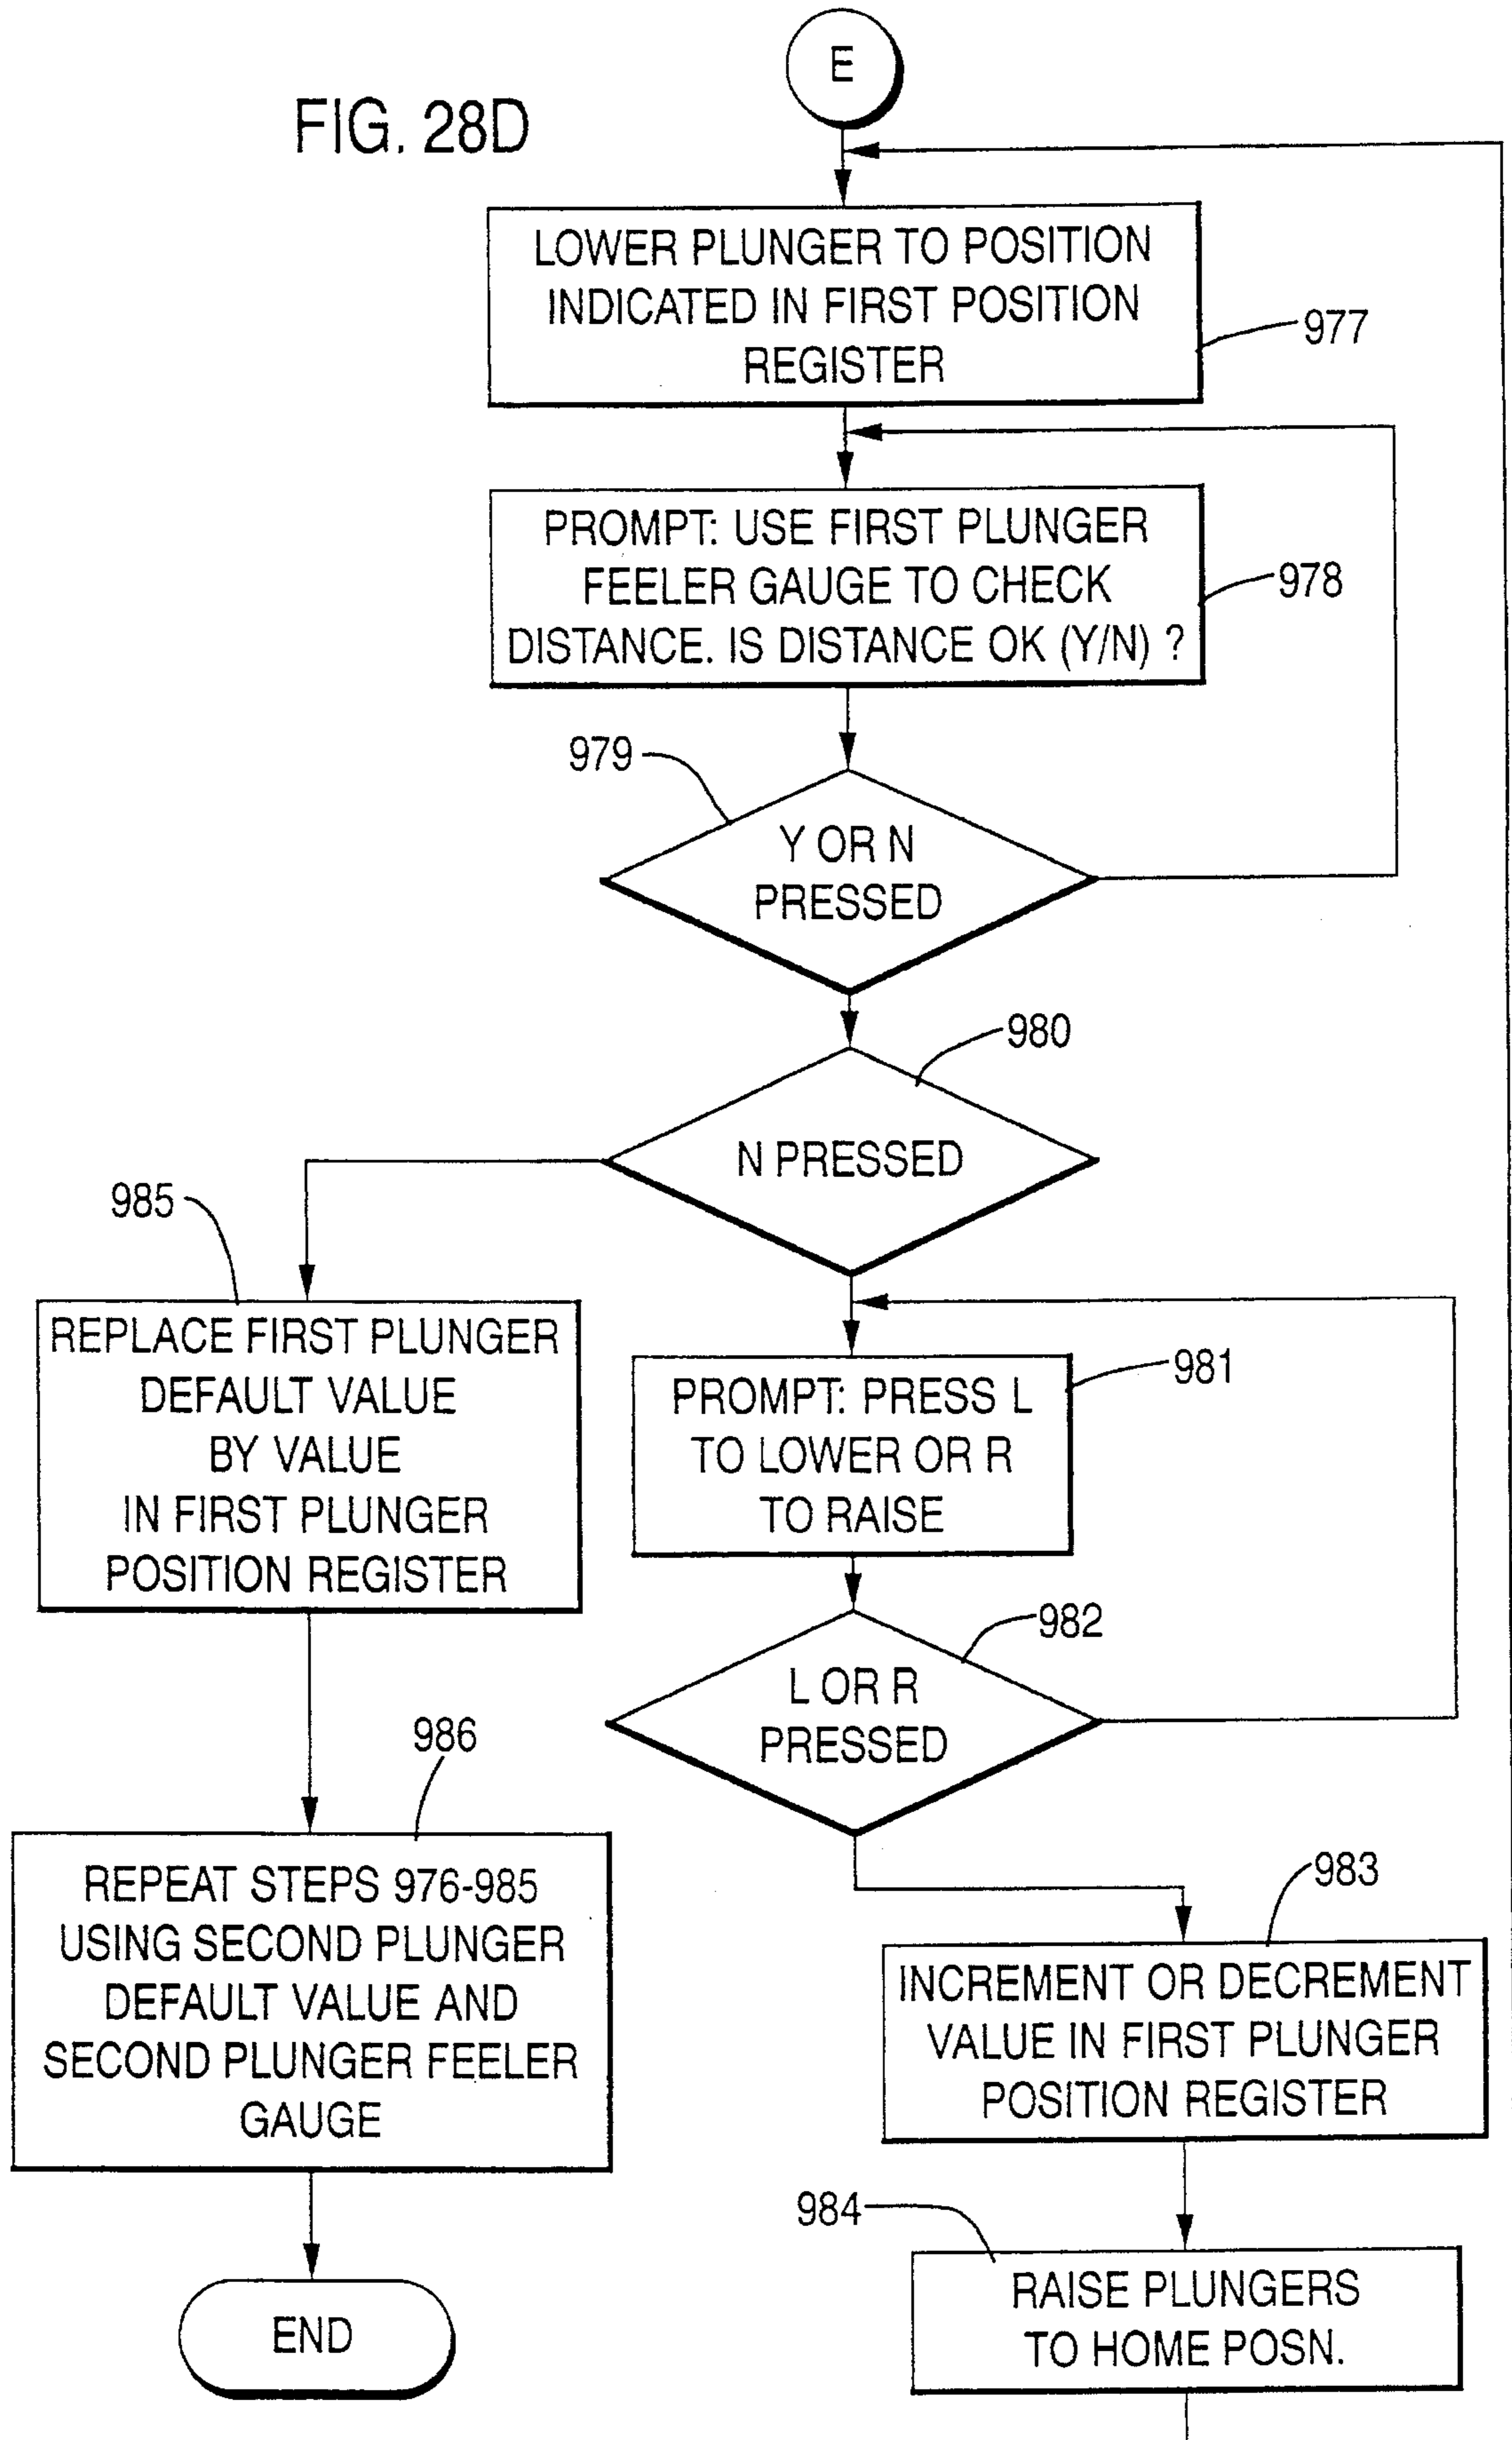 E
FIG. 28D
LOWER PLUNGER TO POSITION
INDICATED IN FIRST POSITION
REGISTER
977
PROMPT: USE FIRST PLUNGER
FEELER GAUGE TO CHECK
DISTANCE. IS DISTANCE OK (Y/N) ?
978
979
Y OR N
PRESSED
980
N PRESSED
985
REPLACE FIRST PLUNGER
DEFAULT VALUE
BY VALUE
IN FIRST PLUNGER
POSITION REGISTER
981
PROMPT: PRESS L
TO LOWER OR R
TO RAISE
982
L OR R
PRESSED
986
REPEAT STEPS 976-985
USING SECOND PLUNGER
DEFAULT VALUE AND
SECOND PLUNGER FEELER
GAUGE
983
INCREMENT OR DECREMENT
VALUE IN FIRST PLUNGER
POSITION REGISTER
984
RAISE PLUNGERS
TO HOME POSN.
END